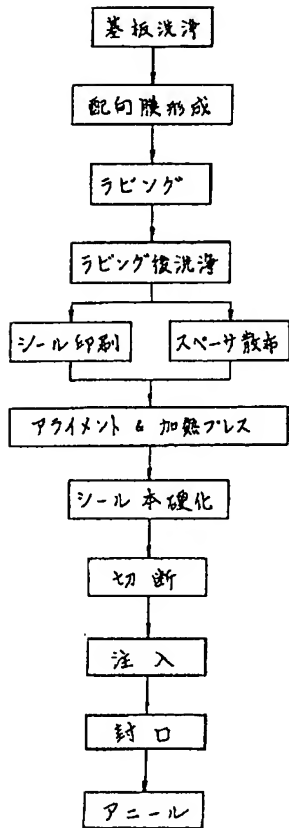 基板洗浄
配向膜形成
ラビング
ラビング後洗浄
シール印刷
スペーサ散布
アライメント & 加熱プレス
シール本硬化
切断
注入
封口
アニール